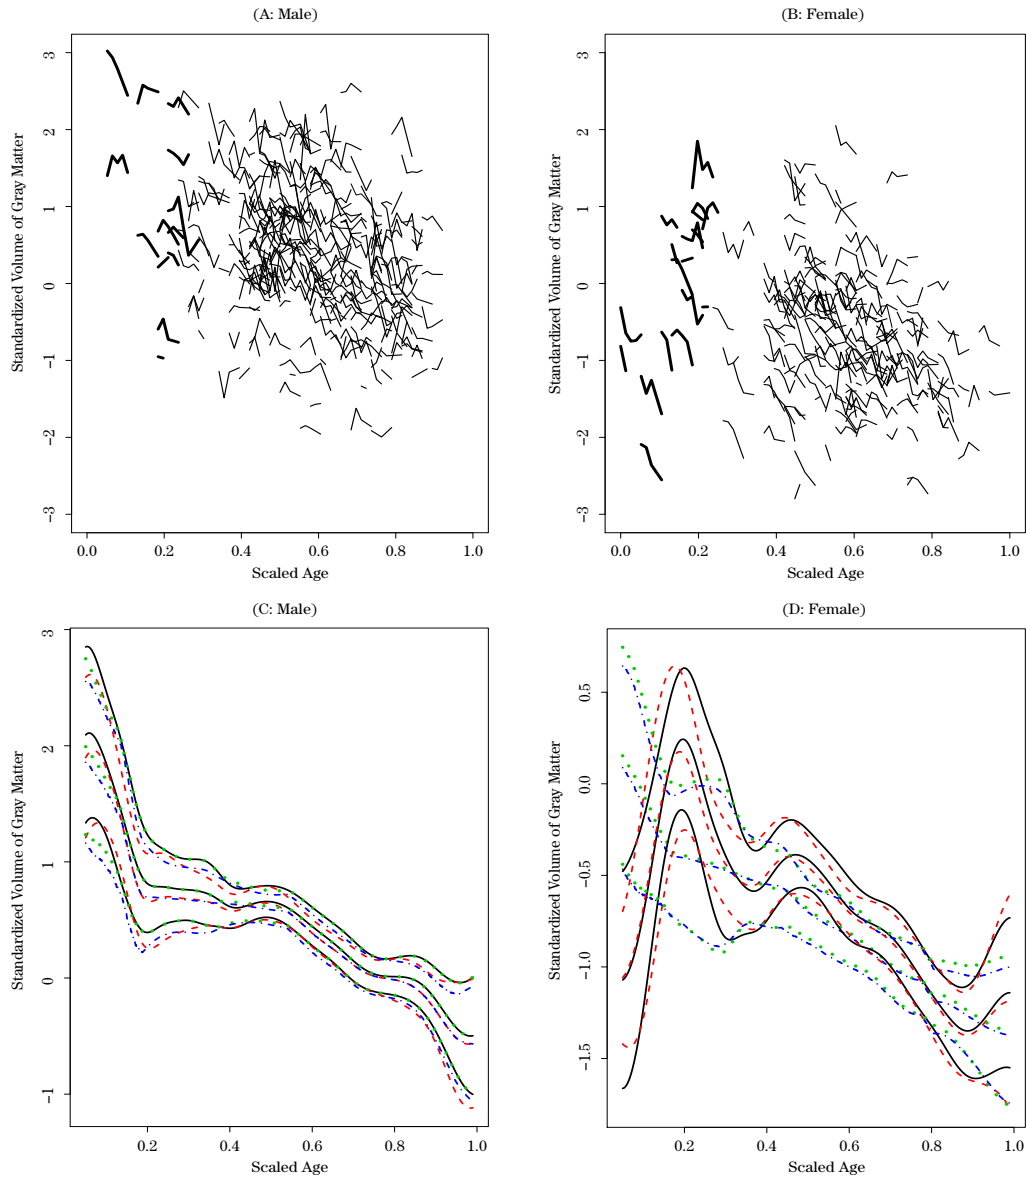 (A: Male)
Standardized Volume of Gray Matter
3
2
1
0
-1
-2
-3
0.0 0.2 0.4 0.6 0.8 1.0
Scaled Age
(B: Female)
Standardized Volume of Gray Matter
3
2
1
0
-1
-2
-3
0.0 0.2 0.4 0.6 0.8 1.0
Scaled Age
(C: Male)
Standardized Volume of Gray Matter
3
2
1
0
-1
0.2 0.4 0.6 0.8 1.0
Scaled Age
(D: Female)
Standardized Volume of Gray Matter
0.5
0.0
-0.5
-1.0
-1.5
0.2 0.4 0.6 0.8 1.0
Scaled Age